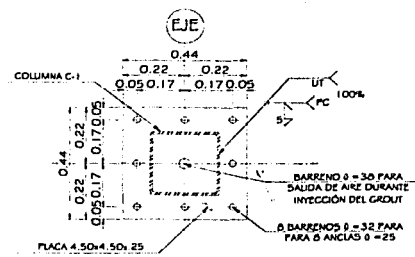 EJE
0.44
0.22 0.22
0.05 0.17 0.17 0.05
COLUMNA C-1
UT
100%
PC
5
0.44
0.22 0.22
0.05 0.17 0.17 0.05
BARRENO Ø =38 PARA
SALIDA DE AIRE DURANTE
INYECCIÓN DEL GROUT
8 BARRENOS Ø =32 PARA
PARA 8 ANCLAS Ø =25
PLACA 4.50x4.50x25